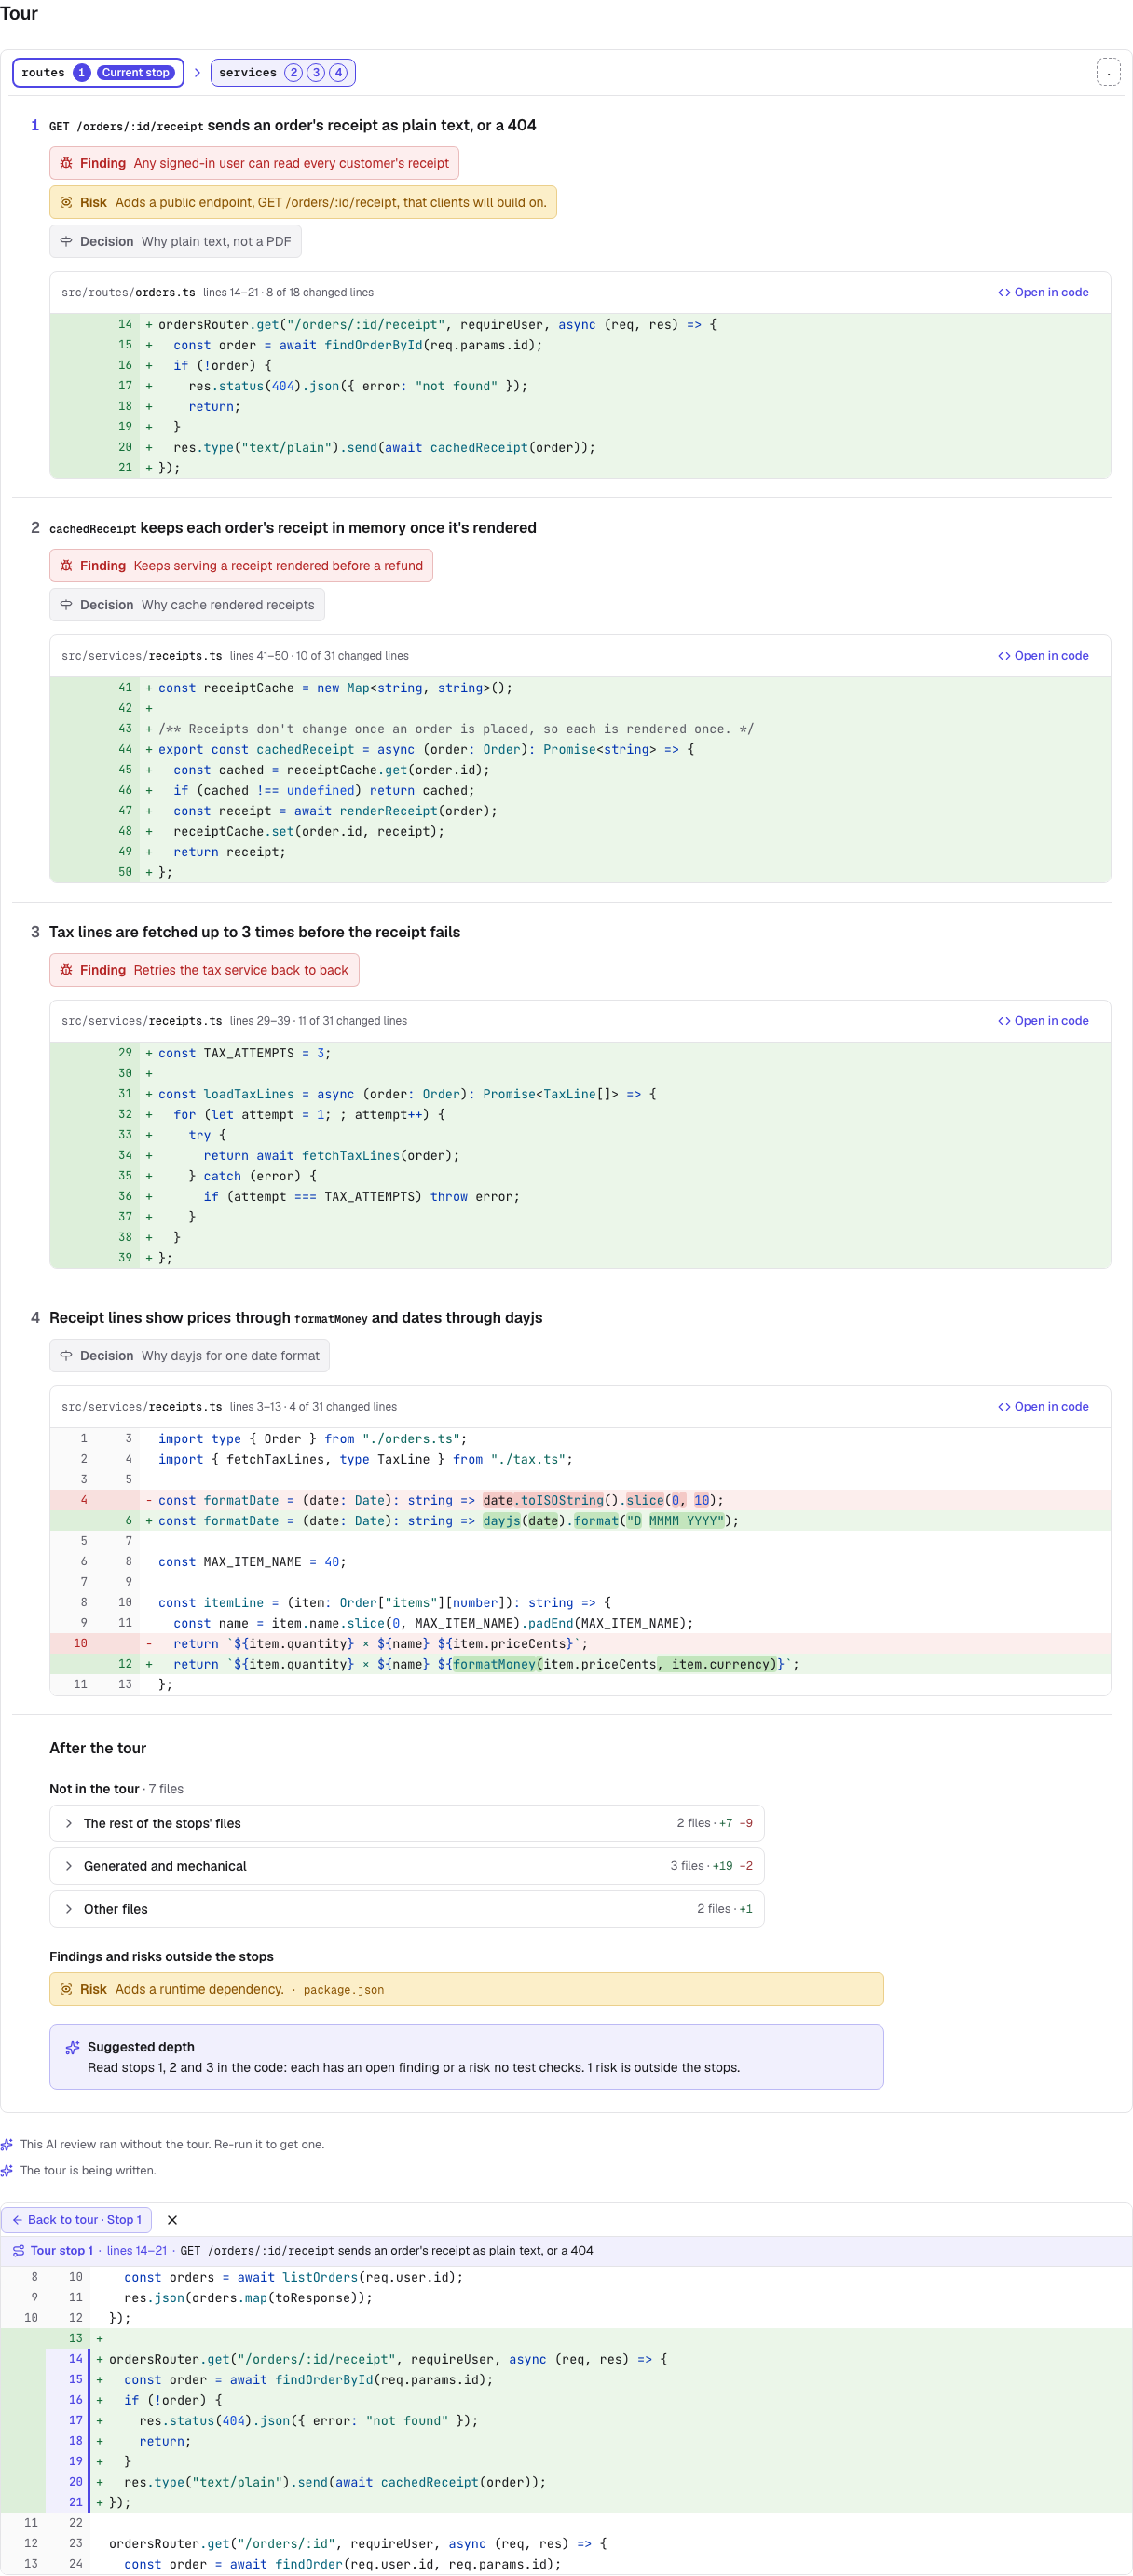 Tour
routes 1 Current stop > services 2 3 4 .
1 GET /orders/:id/receipt sends an order's receipt as plain text, or a 404
Finding Any signed-in user can read every customer's receipt
Risk Adds a public endpoint, GET /orders/:id/receipt, that clients will build on.
Decision Why plain text, not a PDF
src/routes/orders.ts lines 14–21 · 8 of 18 changed lines <> Open in code
14 + ordersRouter.get("/orders/:id/receipt", requireUser, async (req, res) => {
15 +   const order = await findOrderById(req.params.id);
16 +   if (!order) {
17 +     res.status(404).json({ error: "not found" });
18 +     return;
19 +   }
20 +   res.type("text/plain").send(await cachedReceipt(order));
21 + });
2 cachedReceipt keeps each order's receipt in memory once it's rendered
Finding Keeps serving a receipt rendered before a refund
Decision Why cache rendered receipts
src/services/receipts.ts lines 41–50 · 10 of 31 changed lines <> Open in code
41 + const receiptCache = new Map<string, string>();
42 +
43 + /** Receipts don't change once an order is placed, so each is rendered once. */
44 + export const cachedReceipt = async (order: Order): Promise<string> => {
45 +   const cached = receiptCache.get(order.id);
46 +   if (cached !== undefined) return cached;
47 +   const receipt = await renderReceipt(order);
48 +   receiptCache.set(order.id, receipt);
49 +   return receipt;
50 + };
3 Tax lines are fetched up to 3 times before the receipt fails
Finding Retries the tax service back to back
src/services/receipts.ts lines 29–39 · 11 of 31 changed lines <> Open in code
29 + const TAX_ATTEMPTS = 3;
30 +
31 + const loadTaxLines = async (order: Order): Promise<TaxLine[]> => {
32 +   for (let attempt = 1; ; attempt++) {
33 +     try {
34 +       return await fetchTaxLines(order);
35 +     } catch (error) {
36 +       if (attempt === TAX_ATTEMPTS) throw error;
37 +     }
38 +   }
39 + };
4 Receipt lines show prices through formatMoney and dates through dayjs
Decision Why dayjs for one date format
src/services/receipts.ts lines 3–13 · 4 of 31 changed lines <> Open in code
1 3 import type { Order } from "./orders.ts";
2 4 import { fetchTaxLines, type TaxLine } from "./tax.ts";
3 5
4 - const formatDate = (date: Date): string => date.toISOString().slice(0, 10);
6 + const formatDate = (date: Date): string => dayjs(date).format("D MMMM YYYY");
5 7
6 8 const MAX_ITEM_NAME = 40;
7 9
8 10 const itemLine = (item: Order["items"][number]): string => {
9 11   const name = item.name.slice(0, MAX_ITEM_NAME).padEnd(MAX_ITEM_NAME);
10 -   return `${item.quantity} × ${name} ${item.priceCents}`;
12 +   return `${item.quantity} × ${name} ${formatMoney(item.priceCents, item.currency)}`;
11 13 };
After the tour
Not in the tour · 7 files
> The rest of the stops' files 2 files · +7 −9
> Generated and mechanical 3 files · +19 −2
> Other files 2 files · +1
Findings and risks outside the stops
Risk Adds a runtime dependency. · package.json
Suggested depth
Read stops 1, 2 and 3 in the code: each has an open finding or a risk no test checks. 1 risk is outside the stops.
This AI review ran without the tour. Re-run it to get one.
The tour is being written.
← Back to tour · Stop 1 ×
Tour stop 1 · lines 14–21 · GET /orders/:id/receipt sends an order's receipt as plain text, or a 404
8 10   const orders = await listOrders(req.user.id);
9 11   res.json(orders.map(toResponse));
10 12 });
13 +
14 + ordersRouter.get("/orders/:id/receipt", requireUser, async (req, res) => {
15 +   const order = await findOrderById(req.params.id);
16 +   if (!order) {
17 +     res.status(404).json({ error: "not found" });
18 +     return;
19 +   }
20 +   res.type("text/plain").send(await cachedReceipt(order));
21 + });
11 22
12 23 ordersRouter.get("/orders/:id", requireUser, async (req, res) => {
13 24   const order = await findOrder(req.user.id, req.params.id);